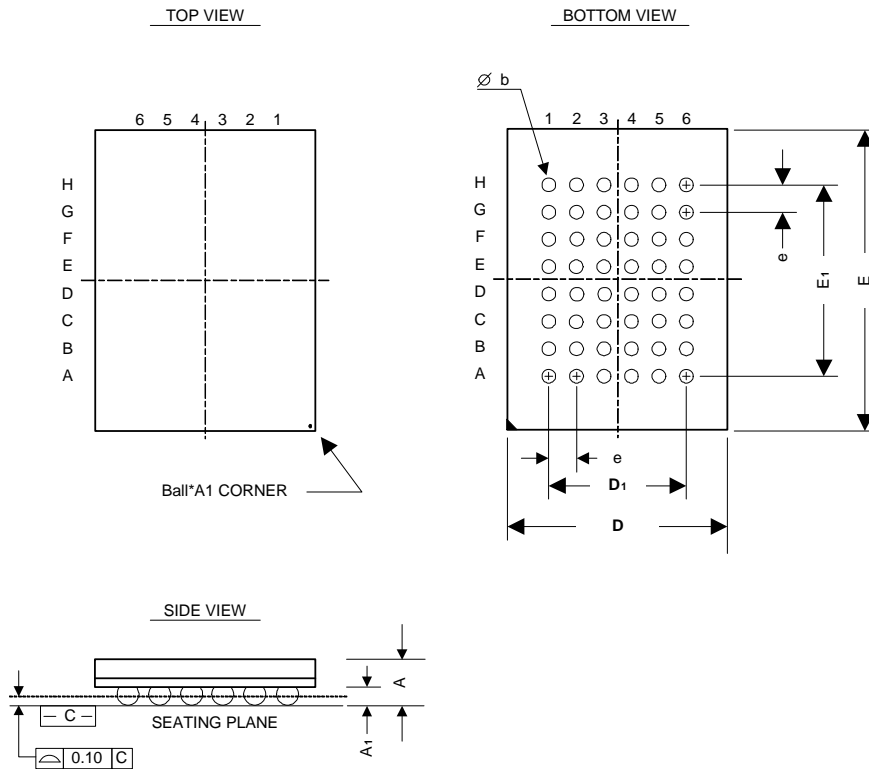 TOP VIEW
BOTTOM VIEW
6 5 4 3 2 1
H
G
F
E
D
C
B
A
Ball*A1 CORNER
Ø b
1 2 3 4 5 6
H
G
F
E
D
C
B
A
e
E1
E
e
D1
D
SIDE VIEW
A
A1
C
SEATING PLANE
0.10 C